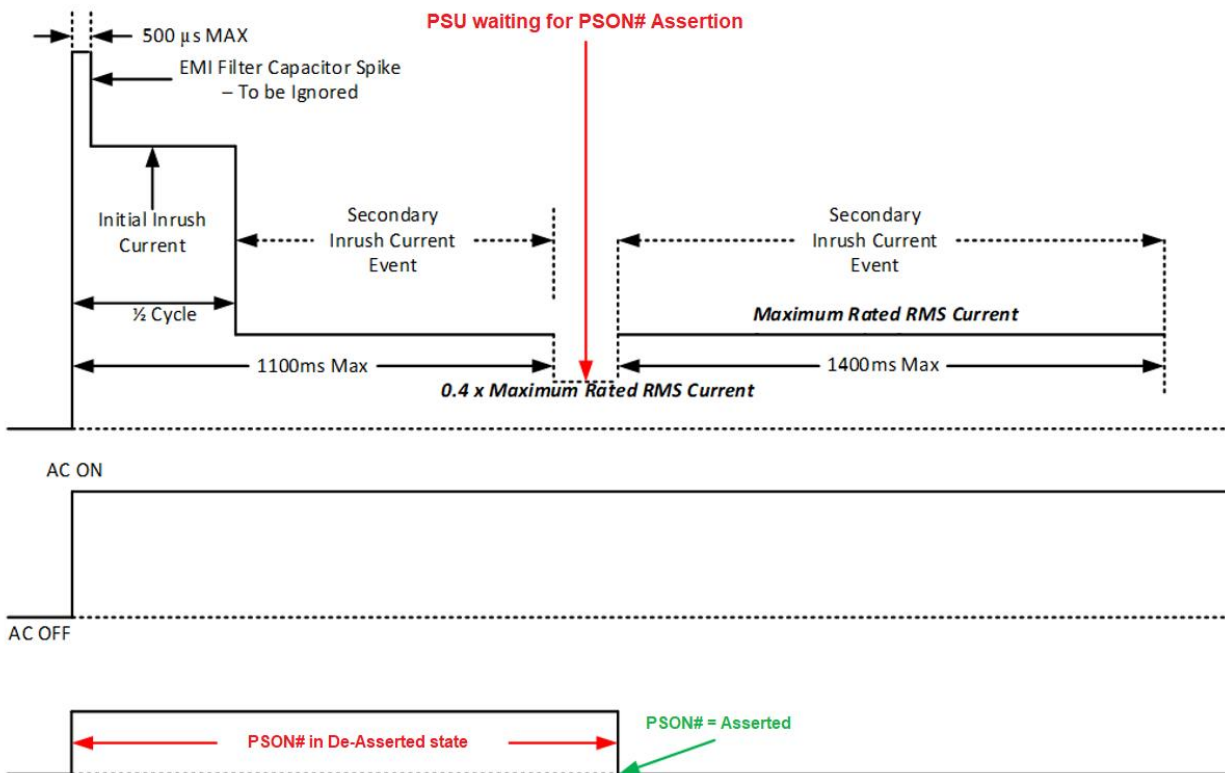 PSU waiting for PSON# Assertion
500 µs MAX
EMI Filter Capacitor Spike
– To be Ignored
Initial Inrush
Current
Secondary
Inrush Current
Event
Secondary
Inrush Current
Event
½ Cycle
Maximum Rated RMS Current
1100ms Max
1400ms Max
0.4 x Maximum Rated RMS Current
AC ON
AC OFF
PSON# in De-Asserted state
PSON# = Asserted